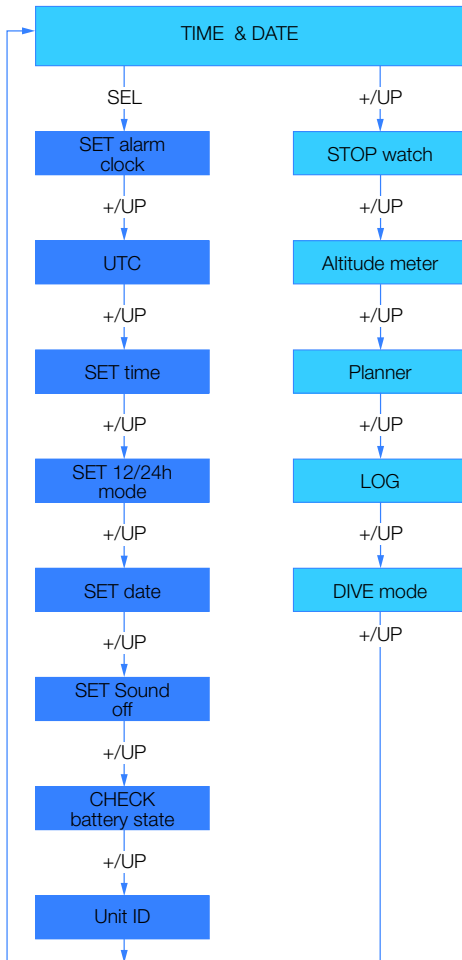 TIME & DATE
SEL
SET alarm
clock
+/UP
UTC
+/UP
SET time
+/UP
SET 12/24h
mode
+/UP
SET date
+/UP
SET Sound
off
+/UP
CHECK
battery state
+/UP
Unit ID
+/UP
STOP watch
+/UP
Altitude meter
+/UP
Planner
+/UP
LOG
+/UP
DIVE mode
+/UP